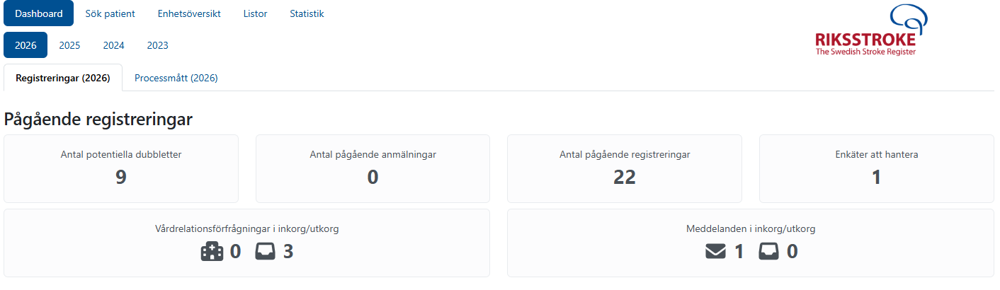 Dashboard Sök patient Enhetsöversikt Listor Statistik
RIKSSTROKE
The Swedish Stroke Register
2026 2025 2024 2023
Registreringar (2026) Processmått (2026)
Pågående registreringar
Antal potentiella dubbletter
9
Antal pågående anmälningar
0
Antal pågående registreringar
22
Enkäter att hantera
1
Vårdrelationsförfrågningar i inkorg/utkorg
0 3
Meddelanden i inkorg/utkorg
1 0